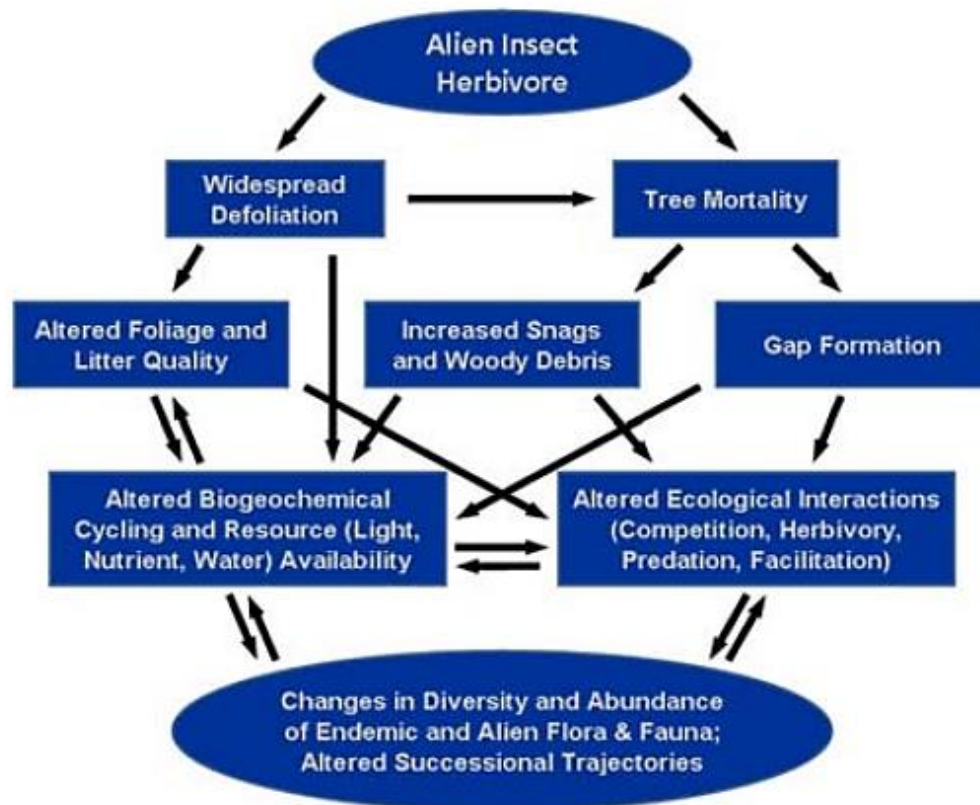 Alien Insect
Herbivore
Widespread
Defoliation
Tree Mortality
Altered Foliage and
Litter Quality
Increased Snags
and Woody Debris
Gap Formation
Altered Biogeochemical
Cycling and Resource (Light,
Nutrient, Water) Availability
Altered Ecological Interactions
(Competition, Herbivory,
Predation, Facilitation)
Changes in Diversity and Abundance
of Endemic and Alien Flora & Fauna;
Altered Successional Trajectories